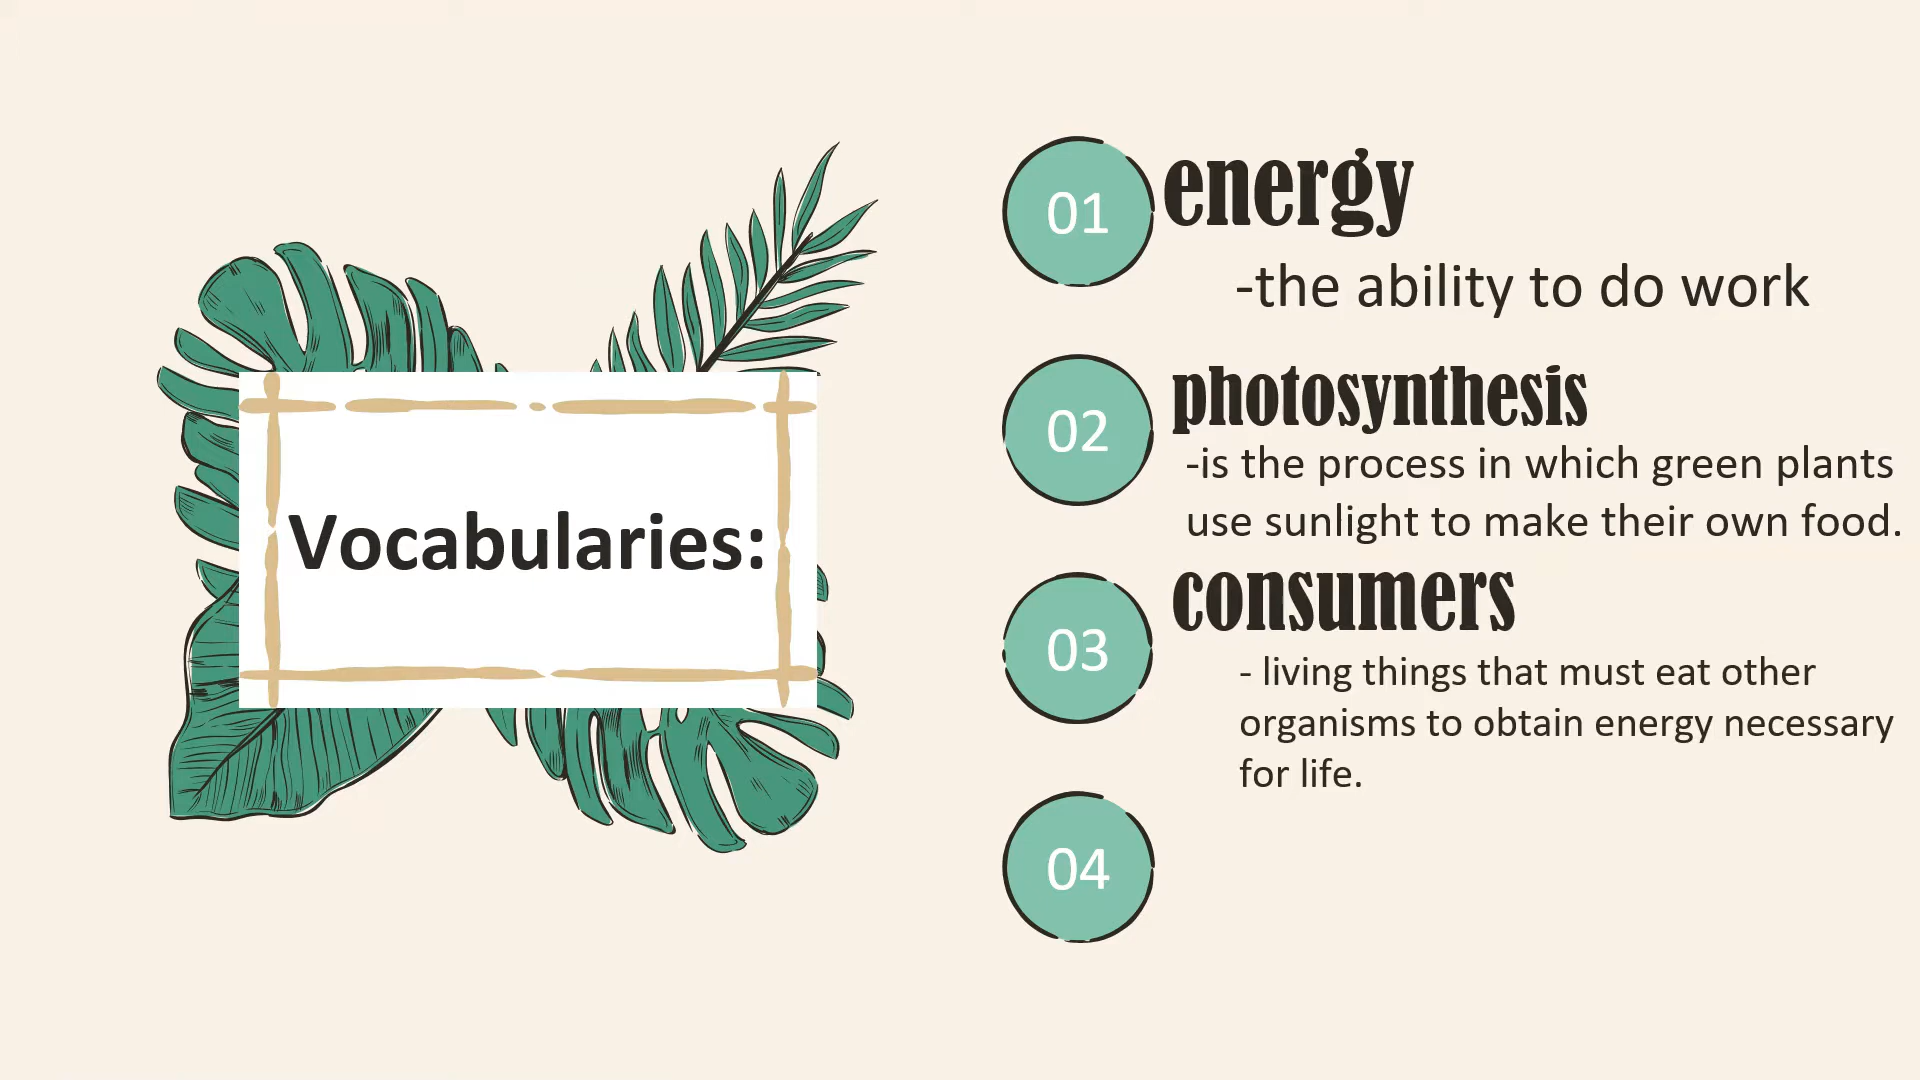 Vocabularies:
01
energy
-the ability to do work
02
photosynthesis
-is the process in which green plants
use sunlight to make their own food.
03
consumers
- living things that must eat other
organisms to obtain energy necessary
for life.
04